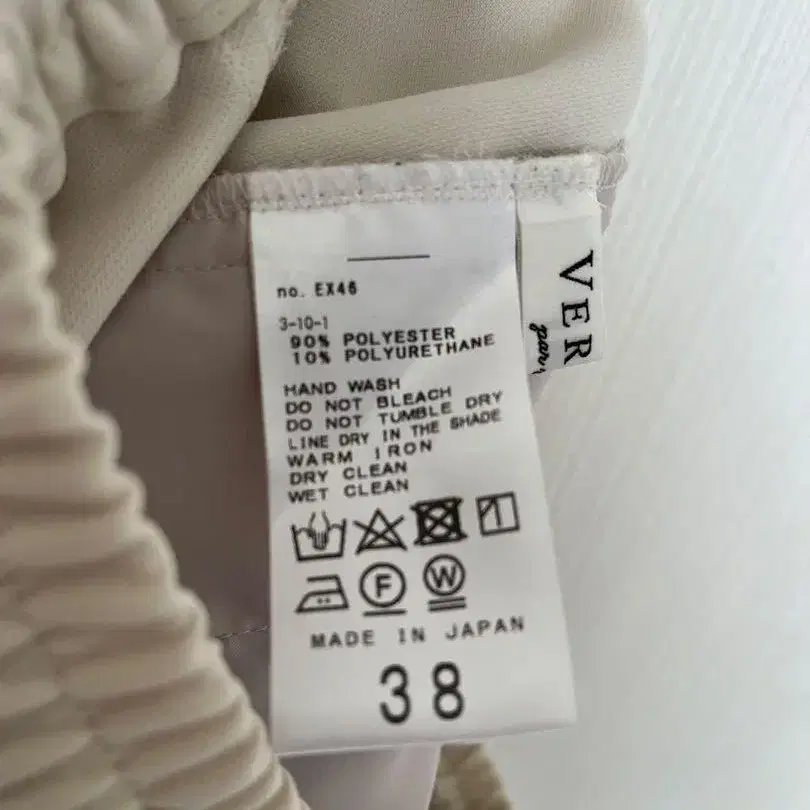 no. EX46
3-10-1
90% POLYESTER
10% POLYURETHANE
HAND WASH
DO NOT BLEACH
DO NOT TUMBLE DRY
LINE DRY IN THE SHADE
WARM IRON
DRY CLEAN
WET CLEAN
F W
MADE IN JAPAN
38
VER
par